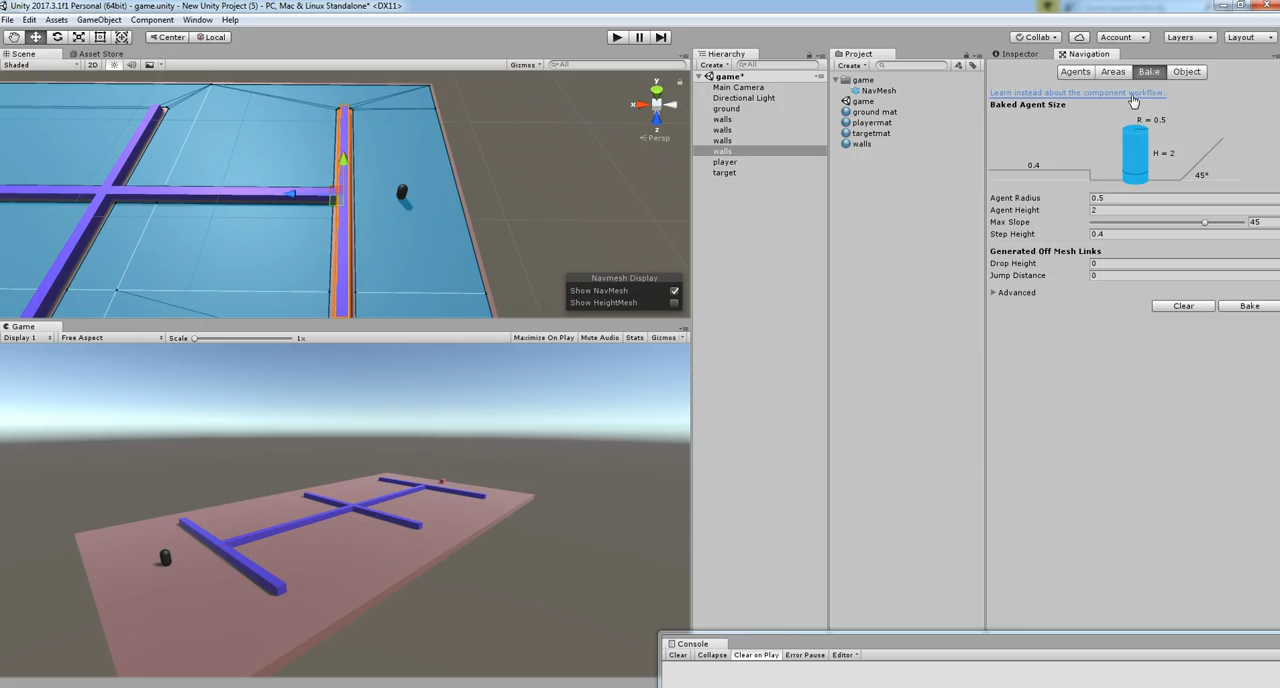 Unity 2017.3.1f1 Personal (64bit) - game.unity - New Unity Project (5) - PC, Mac & Linux Standalone* <DX11>
File Edit Assets GameObject Component Window Help
Center Local Collab Account Layers Layout
Scene Asset Store
Shaded 2D Gizmos All
y
x
z
Persp
Navmesh Display
Show NavMesh
Show HeightMesh
Game
Display 1 Free Aspect Scale 1x Maximize On Play Mute Audio Stats Gizmos
Hierarchy
Create All
game*
Main Camera
Directional Light
ground
walls
walls
walls
walls
player
target
Project
Create
game
NavMesh
game
ground mat
playermat
targetmat
walls
Inspector Navigation
Agents Areas Bake Object
Learn instead about the component workflow.
Baked Agent Size
R = 0.5
H = 2
0.4
45°
Agent Radius 0.5
Agent Height 2
Max Slope 45
Step Height 0.4
Generated Off Mesh Links
Drop Height 0
Jump Distance 0
Advanced
Clear Bake
Console
Clear Collapse Clear on Play Error Pause Editor